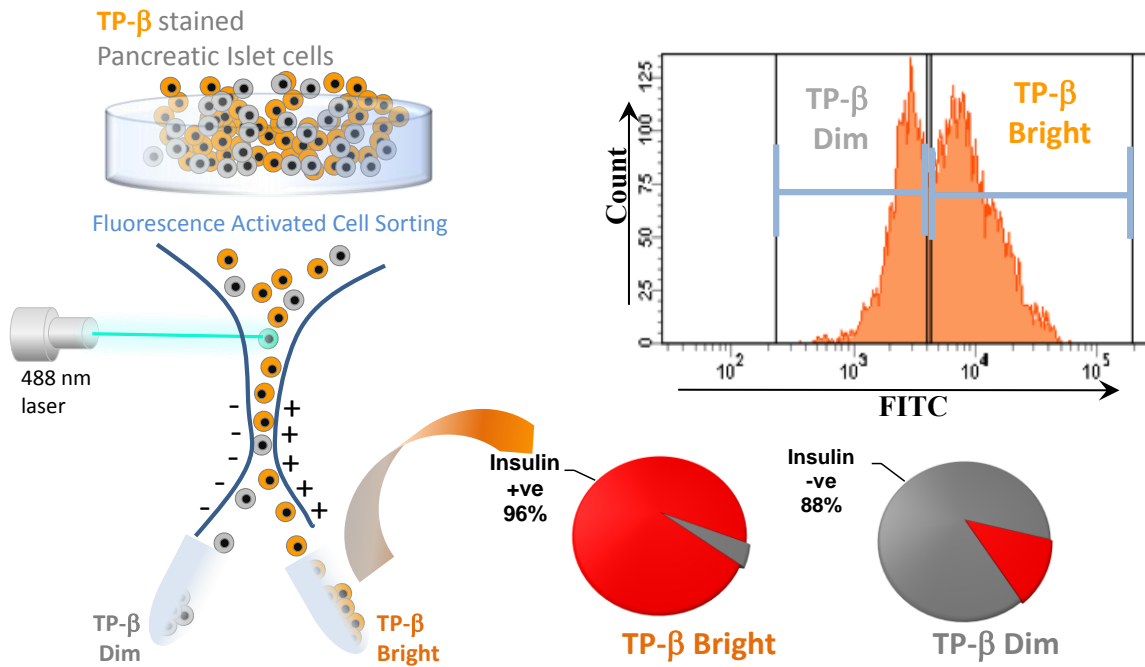 TP-β stained
Pancreatic Islet cells
Fluorescence Activated Cell Sorting
488 nm
laser
- +
- +
- +
- +
- +
TP-β
Dim
TP-β
Bright
Count
125
100
75
50
25
0
TP-β
Dim
TP-β
Bright
10²
10³
10⁴
10⁵
FITC
Insulin
+ve
96%
TP-β Bright
Insulin
-ve
88%
TP-β Dim